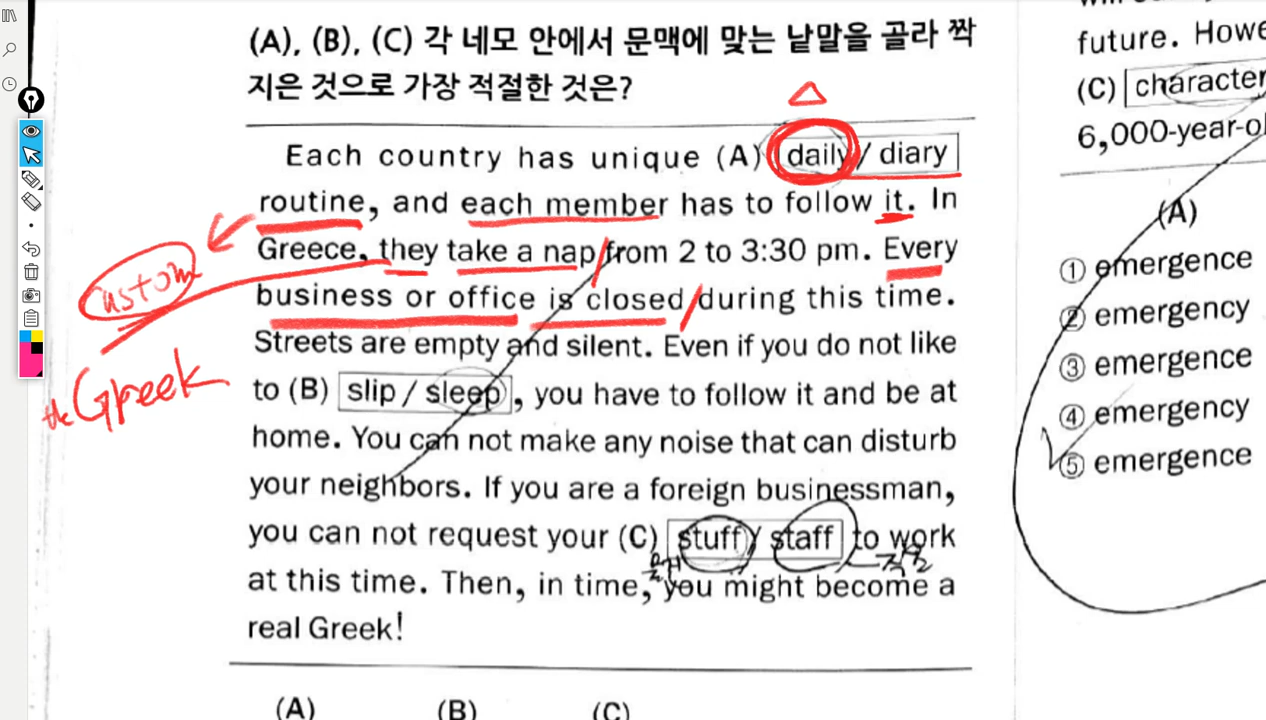 (A), (B), (C) 각 네모 안에서 문맥에 맞는 낱말을 골라 짝
지은 것으로 가장 적절한 것은?
Each country has unique (A) daily / diary
routine, and each member has to follow it. In
Greece, they take a nap from 2 to 3:30 pm. Every
business or office is closed during this time.
Streets are empty and silent. Even if you do not like
to (B) slip / sleep, you have to follow it and be at
home. You can not make any noise that can disturb
your neighbors. If you are a foreign businessman,
you can not request your (C) stuff / staff to work
at this time. Then, in time, you might become a
real Greek!
(A) (B) (C)
custom
the Greek
물건
직원
future. Howe
(C) character
6,000-year-ol
(A)
① emergence
② emergency
③ emergence
④ emergency
⑤ emergence